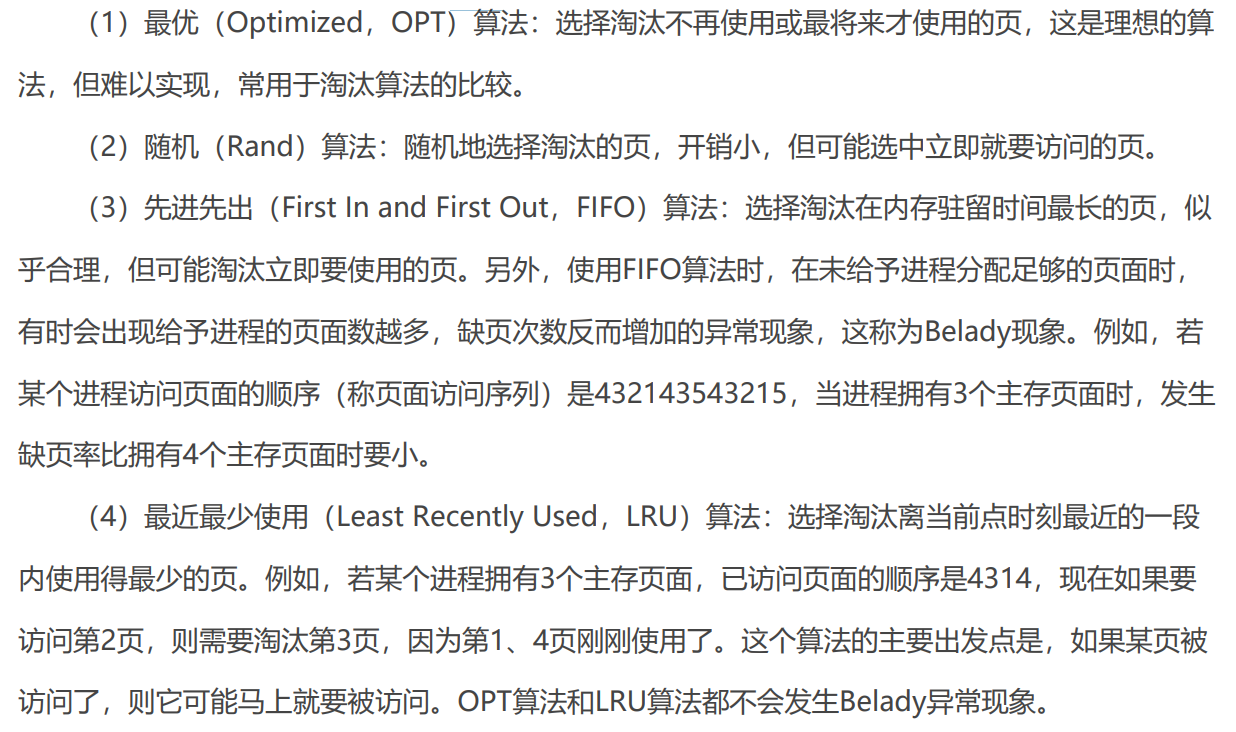 （1）最优（Optimized，OPT）算法：选择淘汰不再使用或最将来才使用的页，这是理想的算
法，但难以实现，常用于淘汰算法的比较。
（2）随机（Rand）算法：随机地选择淘汰的页，开销小，但可能选中立即就要访问的页。
（3）先进先出（First In and First Out，FIFO）算法：选择淘汰在内存驻留时间最长的页，似
乎合理，但可能淘汰立即要使用的页。另外，使用FIFO算法时，在未给予进程分配足够的页面时，
有时会出现给予进程的页面数越多，缺页次数反而增加的异常现象，这称为Belady现象。例如，若
某个进程访问页面的顺序（称页面访问序列）是432143543215，当进程拥有3个主存页面时，发生
缺页率比拥有4个主存页面时要小。
（4）最近最少使用（Least Recently Used，LRU）算法：选择淘汰离当前点时刻最近的一段
内使用得最少的页。例如，若某个进程拥有3个主存页面，已访问页面的顺序是4314，现在如果要
访问第2页，则需要淘汰第3页，因为第1、4页刚刚使用了。这个算法的主要出发点是，如果某页被
访问了，则它可能马上就要被访问。OPT算法和LRU算法都不会发生Belady异常现象。